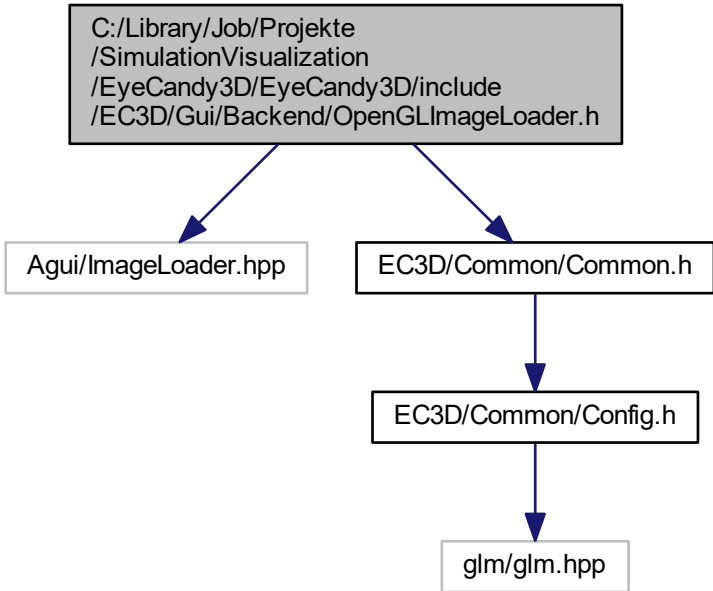 C:/Library/Job/Projekte
/SimulationVisualization
/EyeCandy3D/EyeCandy3D/include
/EC3D/Gui/Backend/OpenGLImageLoader.h
Agui/ImageLoader.hpp
EC3D/Common/Common.h
EC3D/Common/Config.h
glm/glm.hpp